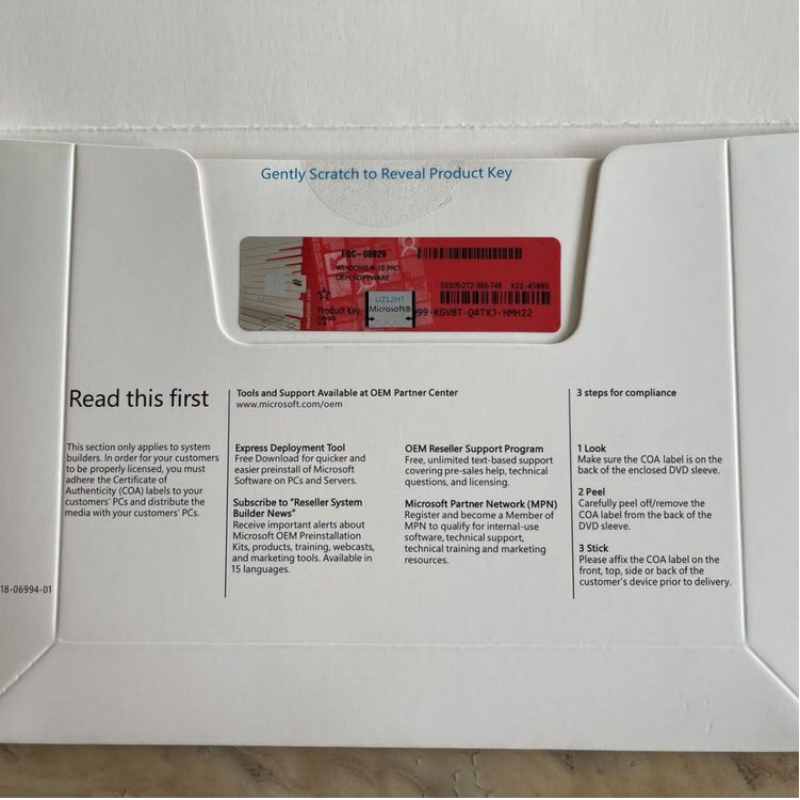 Gently Scratch to Reveal Product Key
FQC-08929
WINDOWS 10 PRO
OEM SOFTWARE
X22-45886
Product Key:
UZ12HT
Microsoft®
99-KGVBT-Q4TXJ-HMH22
Read this first
This section only applies to system
builders. In order for your customers
to be properly licensed, you must
adhere the Certificate of
Authenticity (COA) labels to your
customers' PCs and distribute the
media with your customers' PCs.
18-06994-01
Tools and Support Available at OEM Partner Center
www.microsoft.com/oem
Express Deployment Tool
Free Download for quicker and
easier preinstall of Microsoft
Software on PCs and Servers.
Subscribe to "Reseller System
Builder News"
Receive important alerts about
Microsoft OEM Preinstallation
Kits, products, training, webcasts,
and marketing tools. Available in
15 languages.
OEM Reseller Support Program
Free, unlimited text-based support
covering pre-sales help, technical
questions, and licensing.
Microsoft Partner Network (MPN)
Register and become a Member of
MPN to qualify for internal-use
software, technical support,
technical training and marketing
resources.
3 steps for compliance
1 Look
Make sure the COA label is on the
back of the enclosed DVD sleeve.
2 Peel
Carefully peel off/remove the
COA label from the back of the
DVD sleeve.
3 Stick
Please affix the COA label on the
front, top, side or back of the
customer's device prior to delivery.